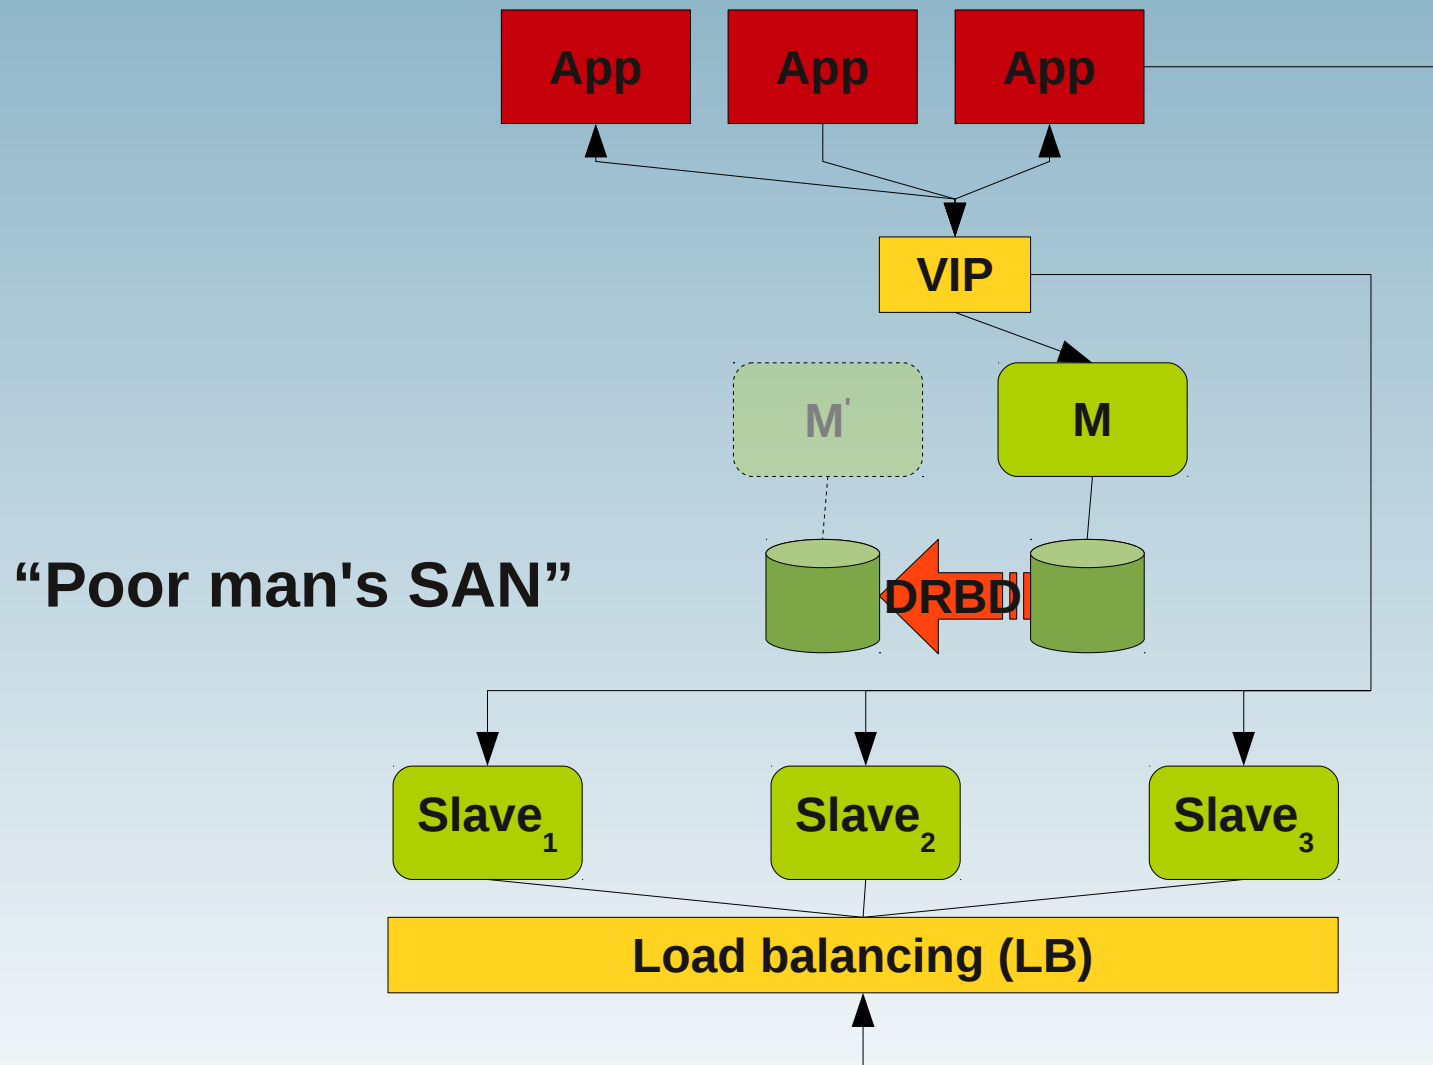 App App App
VIP
M' M
“Poor man's SAN”
DRBD
Slave1 Slave2 Slave3
Load balancing (LB)